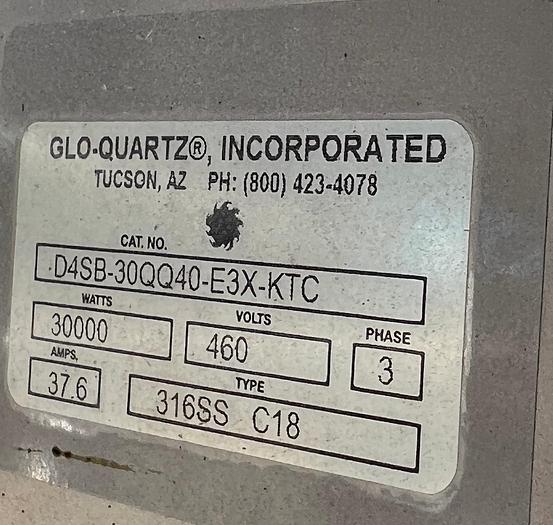 GLO-QUARTZ®, INCORPORATED
TUCSON, AZ PH: (800) 423-4078
CAT. NO.
D4SB-30QQ40-E3X-KTC
WATTS VOLTS PHASE
30000 460 3
AMPS, TYPE
37.6 316SS C18